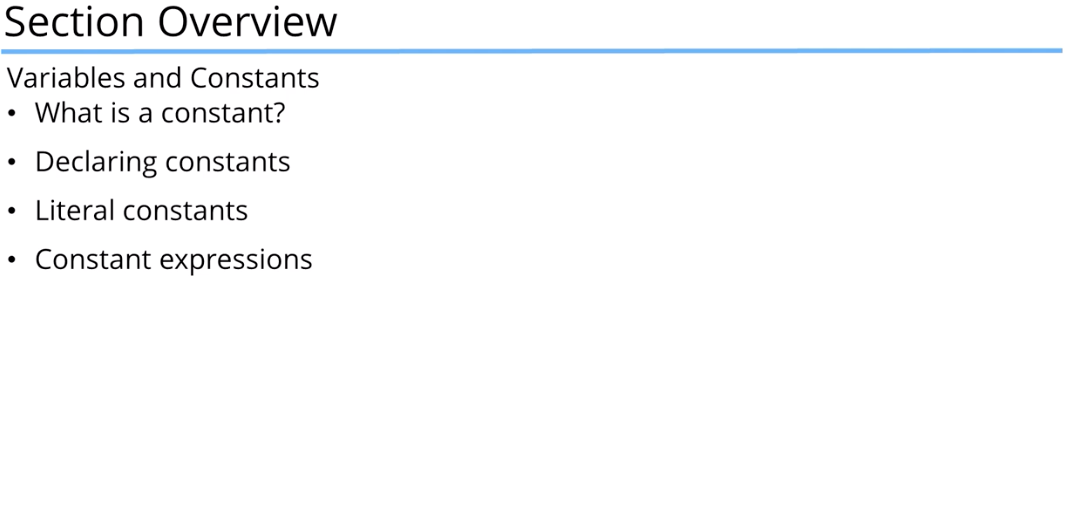 Section Overview
Variables and Constants
• What is a constant?
• Declaring constants
• Literal constants
• Constant expressions